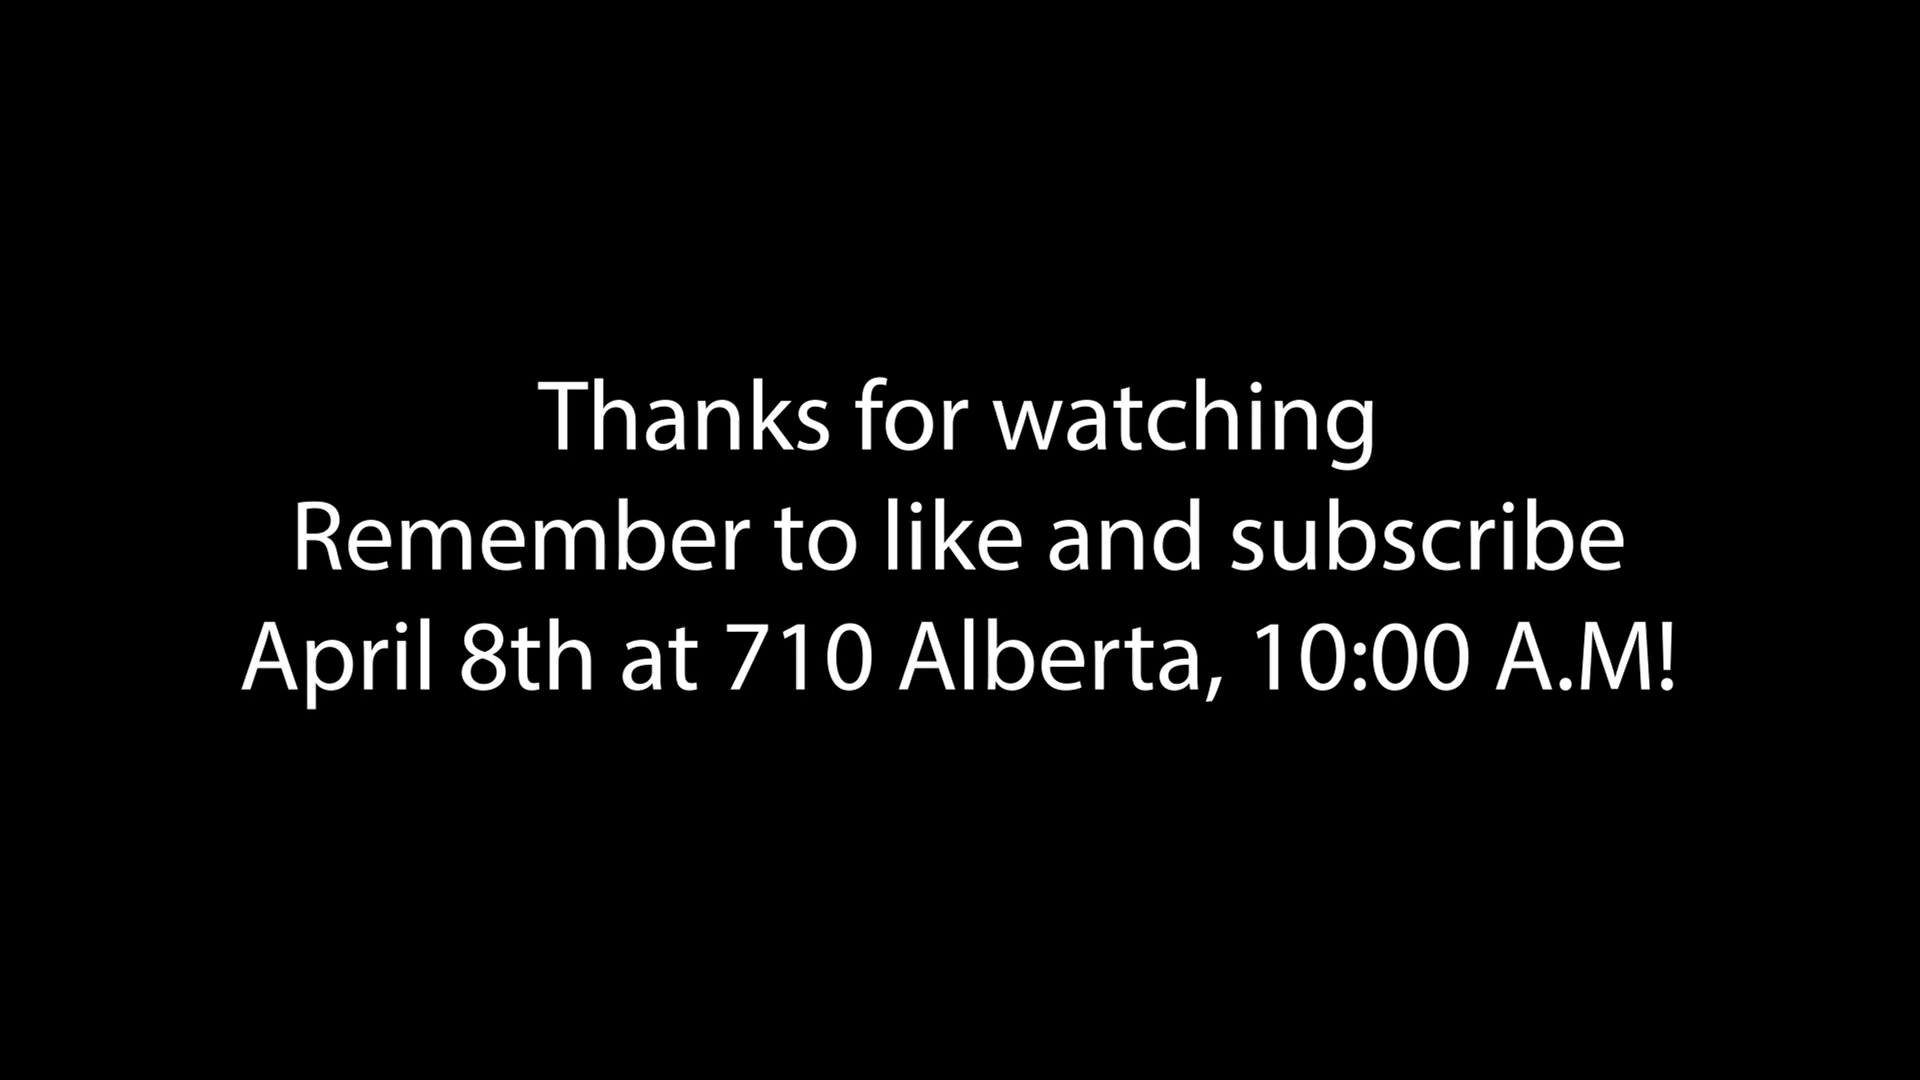 Thanks for watching
Remember to like and subscribe
April 8th at 710 Alberta, 10:00 A.M!